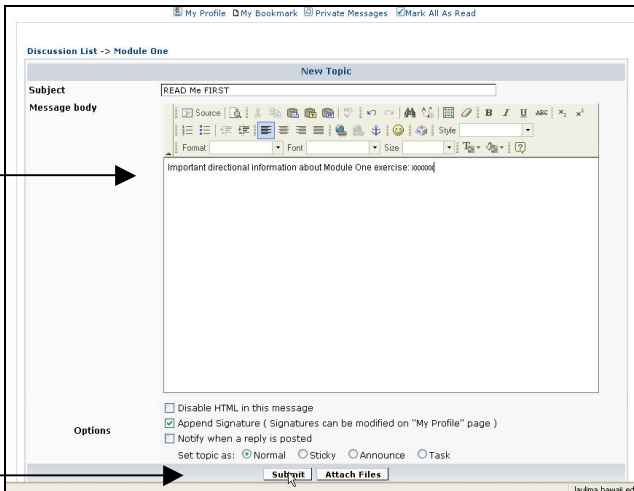 My Profile My Bookmark Private Messages Mark All As Read
Discussion List -> Module One
New Topic
Subject READ Me FIRST
Message body
Source ABC
Style
Format Font Size
Important directional information about Module One exercise: xxxxxx
Options
Disable HTML in this message
Append Signature ( Signatures can be modified on "My Profile" page )
Notify when a reply is posted
Set topic as: Normal Sticky Announce Task
Submit Attach Files